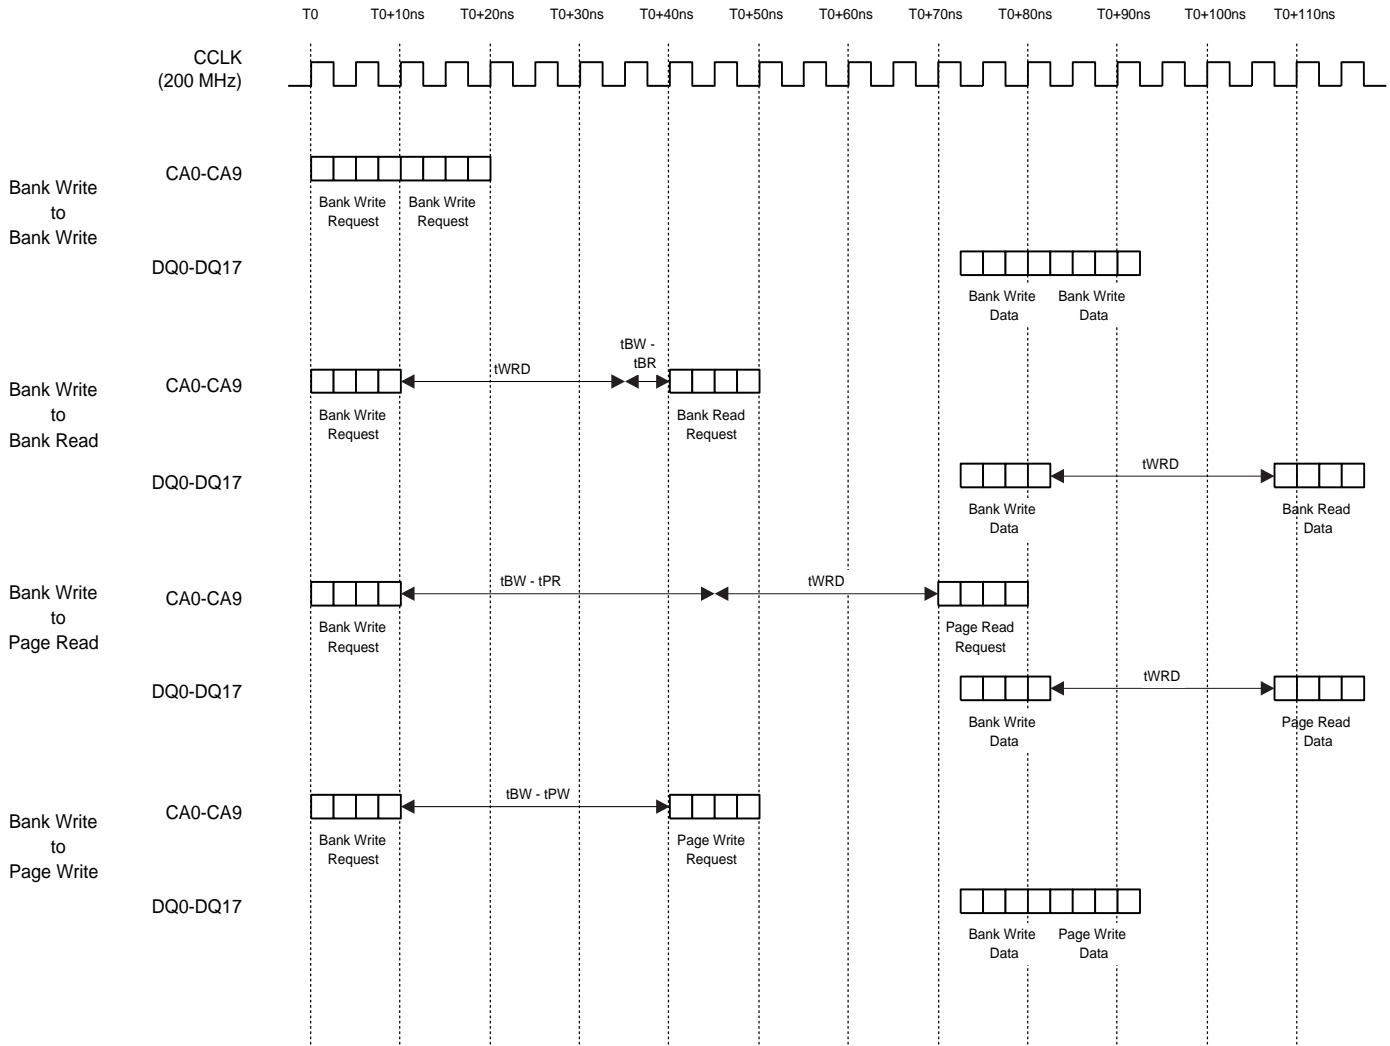 T0 T0+10ns T0+20ns T0+30ns T0+40ns T0+50ns T0+60ns T0+70ns T0+80ns T0+90ns T0+100ns T0+110ns
CCLK
(200 MHz)
Bank Write
to
Bank Write
CA0-CA9
Bank Write
Request
Bank Write
Request
DQ0-DQ17
Bank Write
Data
Bank Write
Data
Bank Write
to
Bank Read
CA0-CA9
tWRD
tBW -
tBR
Bank Write
Request
Bank Read
Request
DQ0-DQ17
tWRD
Bank Write
Data
Bank Read
Data
Bank Write
to
Page Read
CA0-CA9
tBW - tPR
tWRD
Bank Write
Request
Page Read
Request
DQ0-DQ17
tWRD
Bank Write
Data
Page Read
Data
Bank Write
to
Page Write
CA0-CA9
tBW - tPW
Bank Write
Request
Page Write
Request
DQ0-DQ17
Bank Write
Data
Page Write
Data